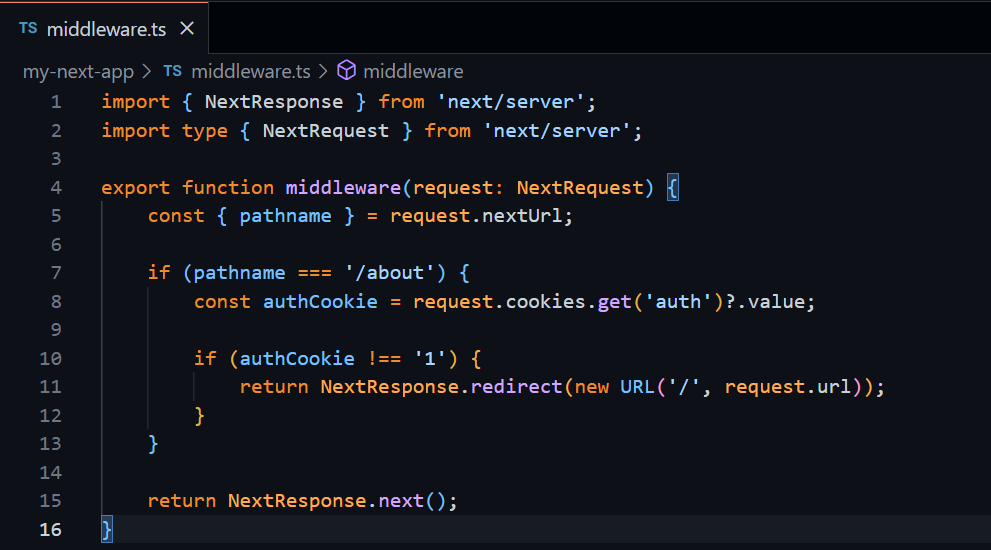 TS middleware.ts ×
my-next-app > TS middleware.ts > middleware
1 import { NextResponse } from 'next/server';
2 import type { NextRequest } from 'next/server';
3
4 export function middleware(request: NextRequest) {
5     const { pathname } = request.nextUrl;
6
7     if (pathname === '/about') {
8         const authCookie = request.cookies.get('auth')?.value;
9
10         if (authCookie !== '1') {
11             return NextResponse.redirect(new URL('/', request.url));
12         }
13     }
14
15     return NextResponse.next();
16 }